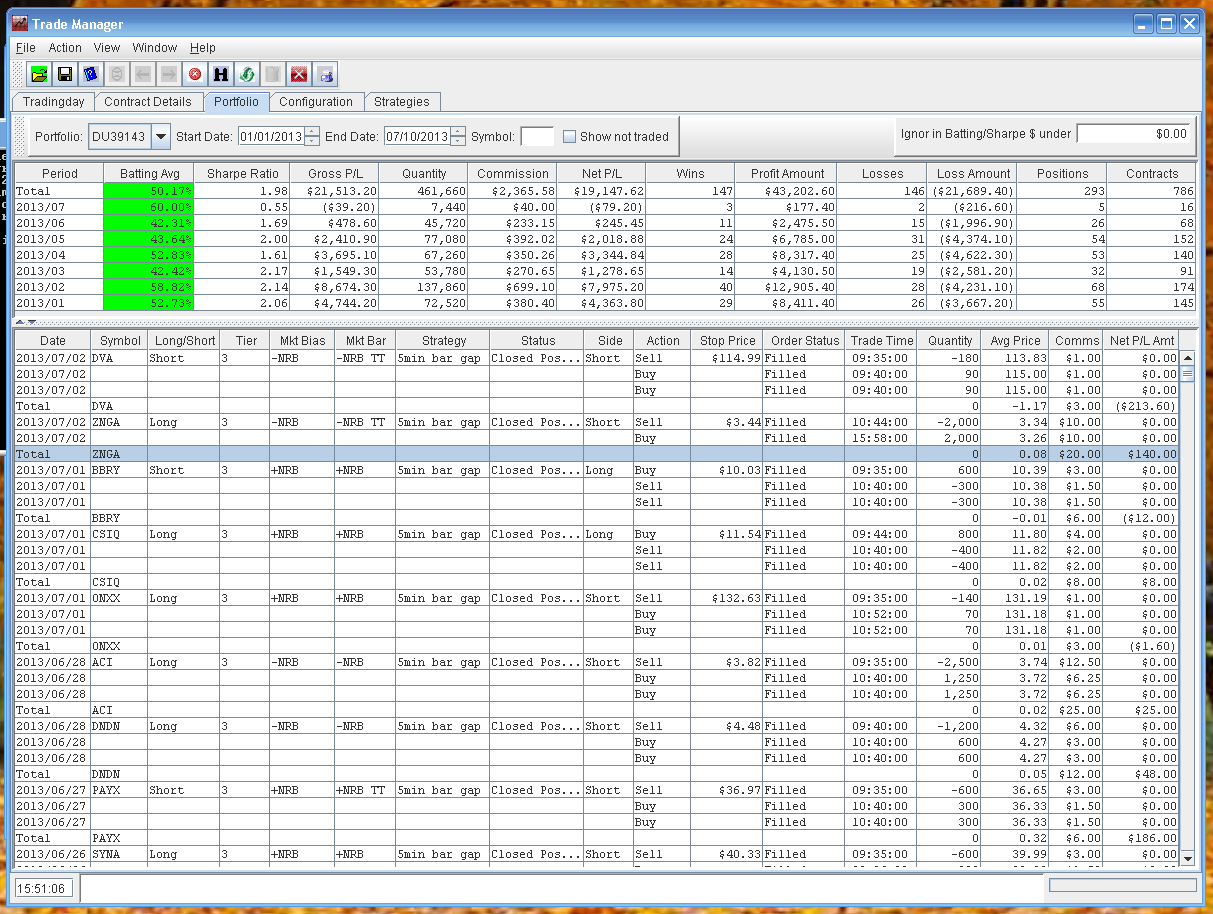 Trade Manager
File Action View Window Help
Tradingday Contract Details Portfolio Configuration Strategies
Portfolio: DU39143 Start Date: 01/01/2013 End Date: 07/10/2013 Symbol: Show not traded Ignor in Batting/Sharpe $ under $0.00
Period Batting Avg Sharpe Ratio Gross P/L Quantity Commission Net P/L Wins Profit Amount Losses Loss Amount Positions Contracts
Total 50.17% 1.98 $21,513.20 461,660 $2,365.58 $19,147.62 147 $43,202.60 146 ($21,689.40) 293 786
2013/07 60.00% 0.55 ($39.20) 7,440 $40.00 ($79.20) 3 $177.40 2 ($216.60) 5 16
2013/06 42.31% 1.69 $478.60 45,720 $233.15 $245.45 11 $2,475.50 15 ($1,996.90) 26 68
2013/05 43.64% 2.00 $2,410.90 77,080 $392.02 $2,018.88 24 $6,785.00 31 ($4,374.10) 54 152
2013/04 52.83% 1.61 $3,695.10 67,260 $350.26 $3,344.84 28 $8,317.40 25 ($4,622.30) 53 140
2013/03 42.42% 2.17 $1,549.30 53,780 $270.65 $1,278.65 14 $4,130.50 19 ($2,581.20) 32 91
2013/02 58.82% 2.14 $8,674.30 137,860 $699.10 $7,975.20 40 $12,905.40 28 ($4,231.10) 68 174
2013/01 52.73% 2.06 $4,744.20 72,520 $380.40 $4,363.80 29 $8,411.40 26 ($3,667.20) 55 145
Date Symbol Long/Short Tier Mkt Bias Mkt Bar Strategy Status Side Action Stop Price Order Status Trade Time Quantity Avg Price Comms Net P/L Amt
2013/07/02 DVA Short 3 -NRB -NRB TT 5min bar gap Closed Pos... Short Sell $114.99 Filled 09:35:00 -180 113.83 $1.00 $0.00
2013/07/02 Buy Filled 09:40:00 90 115.00 $1.00 $0.00
2013/07/02 Buy Filled 09:40:00 90 115.00 $1.00 $0.00
Total DVA 0 -1.17 $3.00 ($213.60)
2013/07/02 ZNGA Long 3 -NRB -NRB TT 5min bar gap Closed Pos... Short Sell $3.44 Filled 10:44:00 -2,000 3.34 $10.00 $0.00
2013/07/02 Buy Filled 15:58:00 2,000 3.26 $10.00 $0.00
Total ZNGA 0 0.08 $20.00 $140.00
2013/07/01 BBRY Short 3 +NRB +NRB 5min bar gap Closed Pos... Long Buy $10.03 Filled 09:35:00 600 10.39 $3.00 $0.00
2013/07/01 Sell Filled 10:40:00 -300 10.38 $1.50 $0.00
2013/07/01 Sell Filled 10:40:00 -300 10.38 $1.50 $0.00
Total BBRY 0 -0.01 $6.00 ($12.00)
2013/07/01 CSIQ Long 3 +NRB +NRB 5min bar gap Closed Pos... Long Buy $11.54 Filled 09:44:00 800 11.80 $4.00 $0.00
2013/07/01 Sell Filled 10:40:00 -400 11.82 $2.00 $0.00
2013/07/01 Sell Filled 10:40:00 -400 11.82 $2.00 $0.00
Total CSIQ 0 0.02 $8.00 $8.00
2013/07/01 ONXX Long 3 +NRB +NRB 5min bar gap Closed Pos... Short Sell $132.63 Filled 09:35:00 -140 131.19 $1.00 $0.00
2013/07/01 Buy Filled 10:52:00 70 131.18 $1.00 $0.00
2013/07/01 Buy Filled 10:52:00 70 131.18 $1.00 $0.00
Total ONXX 0 0.01 $3.00 ($1.60)
2013/06/28 ACI Long 3 -NRB -NRB 5min bar gap Closed Pos... Short Sell $3.82 Filled 09:35:00 -2,500 3.74 $12.50 $0.00
2013/06/28 Buy Filled 10:40:00 1,250 3.72 $6.25 $0.00
2013/06/28 Buy Filled 10:40:00 1,250 3.72 $6.25 $0.00
Total ACI 0 0.02 $25.00 $25.00
2013/06/28 DNDN Long 3 -NRB -NRB 5min bar gap Closed Pos... Short Sell $4.48 Filled 09:40:00 -1,200 4.32 $6.00 $0.00
2013/06/28 Buy Filled 10:40:00 600 4.27 $3.00 $0.00
2013/06/28 Buy Filled 10:40:00 600 4.27 $3.00 $0.00
Total DNDN 0 0.05 $12.00 $48.00
2013/06/27 PAYX Short 3 +NRB +NRB TT 5min bar gap Closed Pos... Short Sell $36.97 Filled 09:35:00 -600 36.65 $3.00 $0.00
2013/06/27 Buy Filled 10:40:00 300 36.33 $1.50 $0.00
2013/06/27 Buy Filled 10:40:00 300 36.33 $1.50 $0.00
Total PAYX 0 0.32 $6.00 $186.00
2013/06/26 SYNA Long 3 +NRB +NRB 5min bar gap Closed Pos... Short Sell $40.33 Filled 09:35:00 -600 39.99 $3.00 $0.00
15:51:06